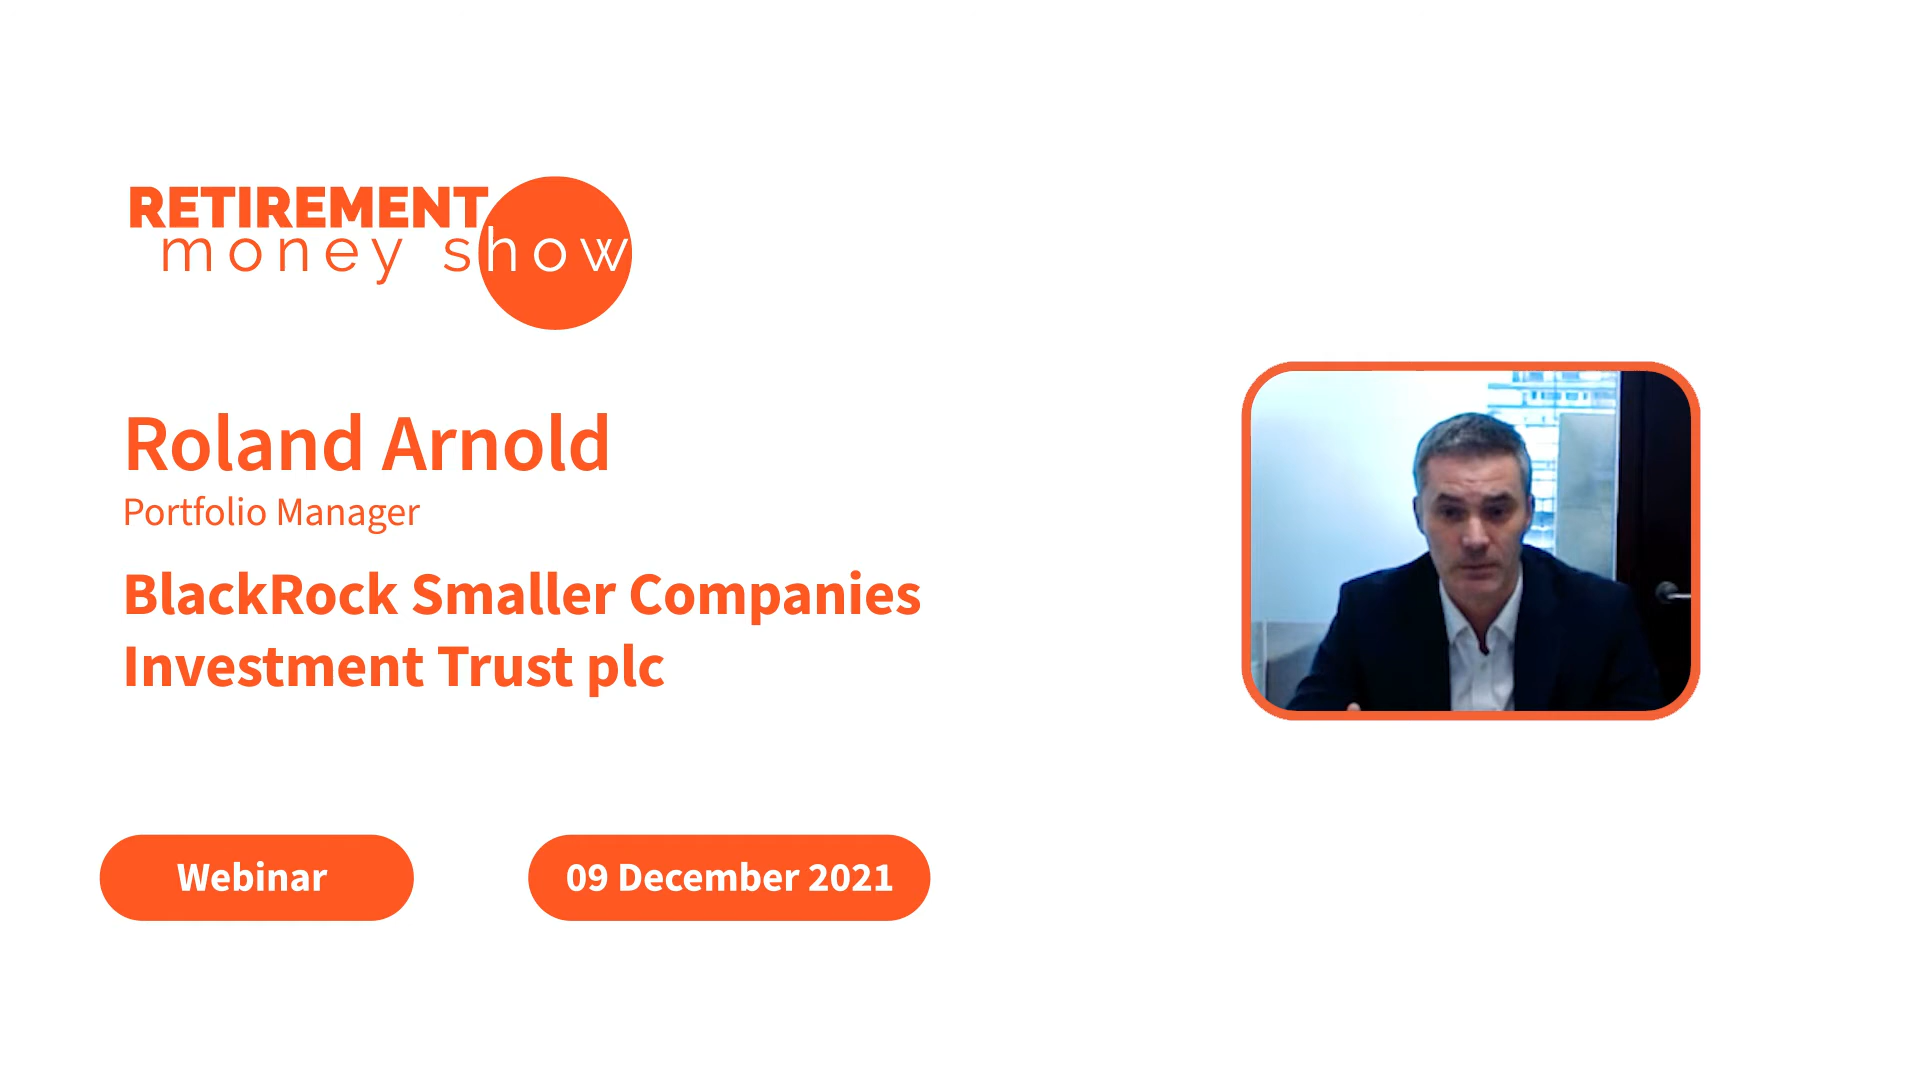 RETIREMENT
money show
Roland Arnold
Portfolio Manager
BlackRock Smaller Companies
Investment Trust plc
Webinar
09 December 2021